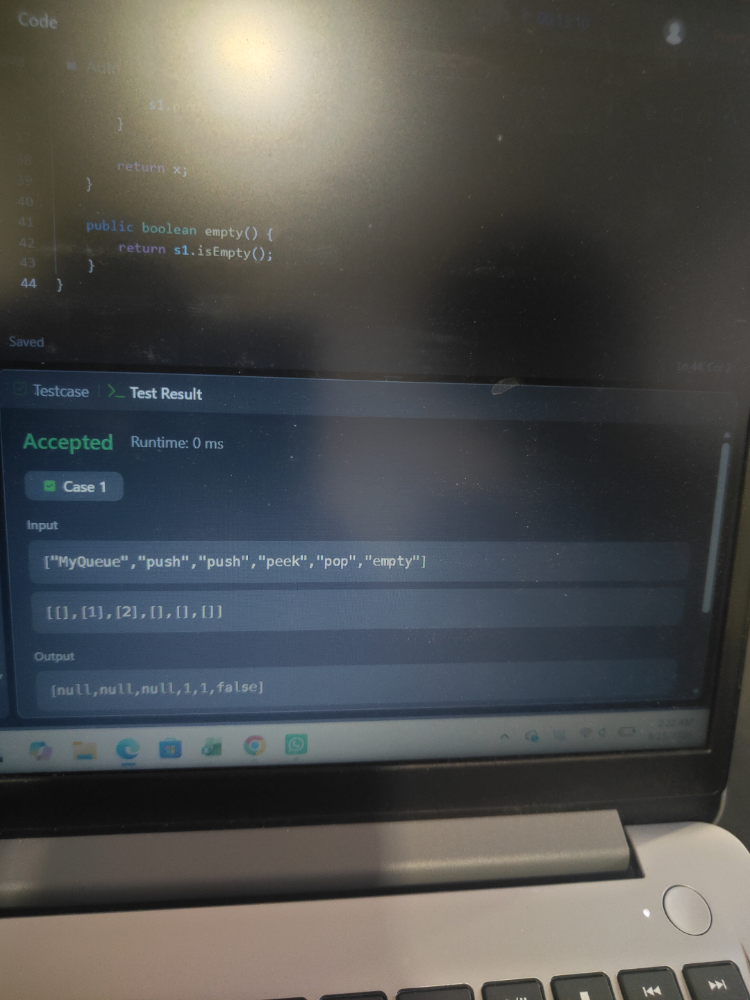 Code
Auto
s1.push
}
38
return x;
39
}
40
41
public boolean empty() {
42
return s1.isEmpty();
43
}
44
}
Saved
Ln 44, Col 2
Testcase
Test Result
Accepted
Runtime: 0 ms
Case 1
Input
["MyQueue","push","push","peek","pop","empty"]
[[],[1],[2],[],[],[]]
Output
[null,null,null,1,1,false]